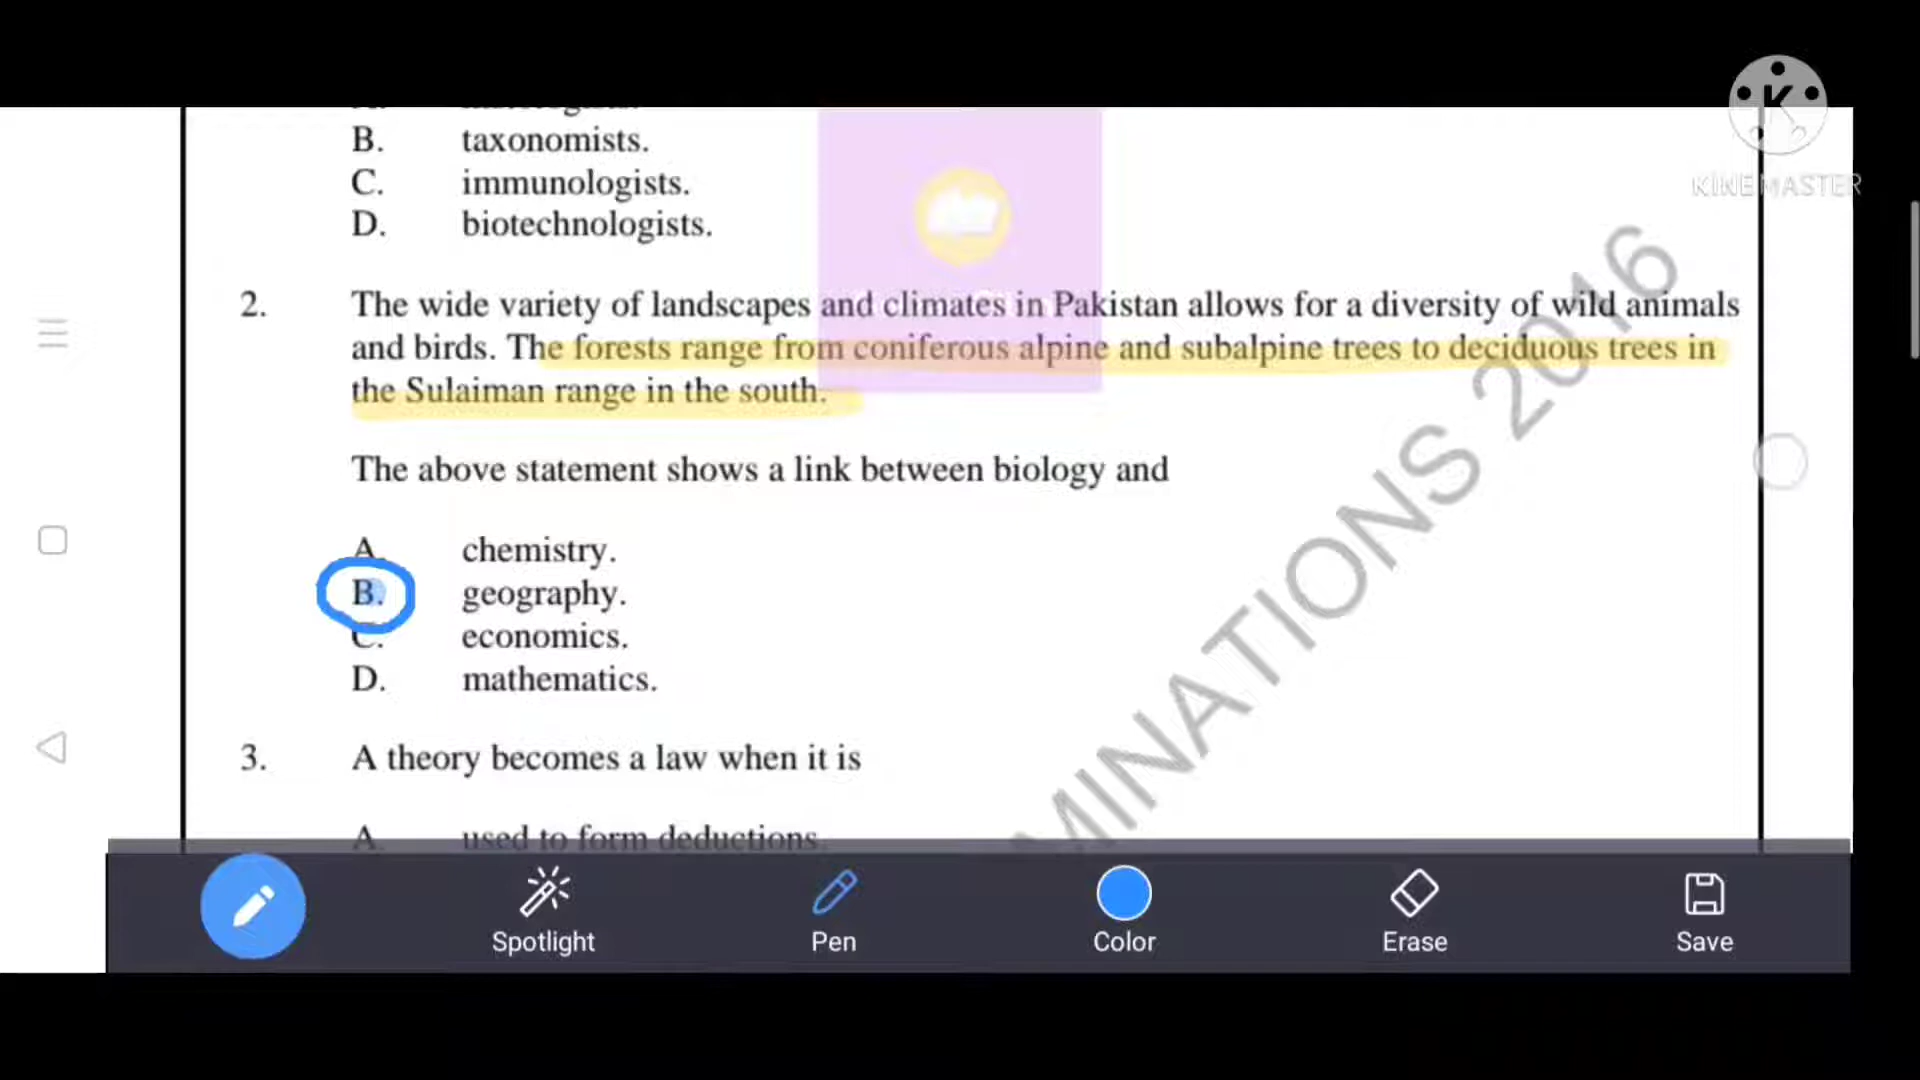 B. taxonomists.
C. immunologists.
D. biotechnologists.
KINEMASTER
2. The wide variety of landscapes and climates in Pakistan allows for a diversity of wild animals
and birds. The forests range from coniferous alpine and subalpine trees to deciduous trees in
the Sulaiman range in the south.
The above statement shows a link between biology and
A. chemistry.
B. geography.
C. economics.
D. mathematics.
MINATIONS 2016
3. A theory becomes a law when it is
A. used to form deductions.
Spotlight
Pen
Color
Erase
Save